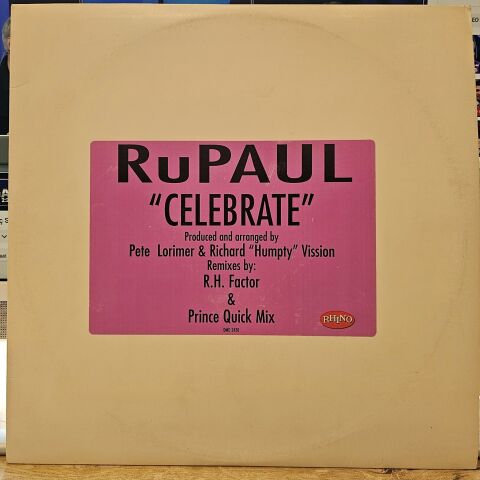 RuPAUL
"CELEBRATE"
Produced and arranged by
Pete Lorimer & Richard "Humpty" Vission
Remixes by:
R.H. Factor
&
Prince Quick Mix
RHINO